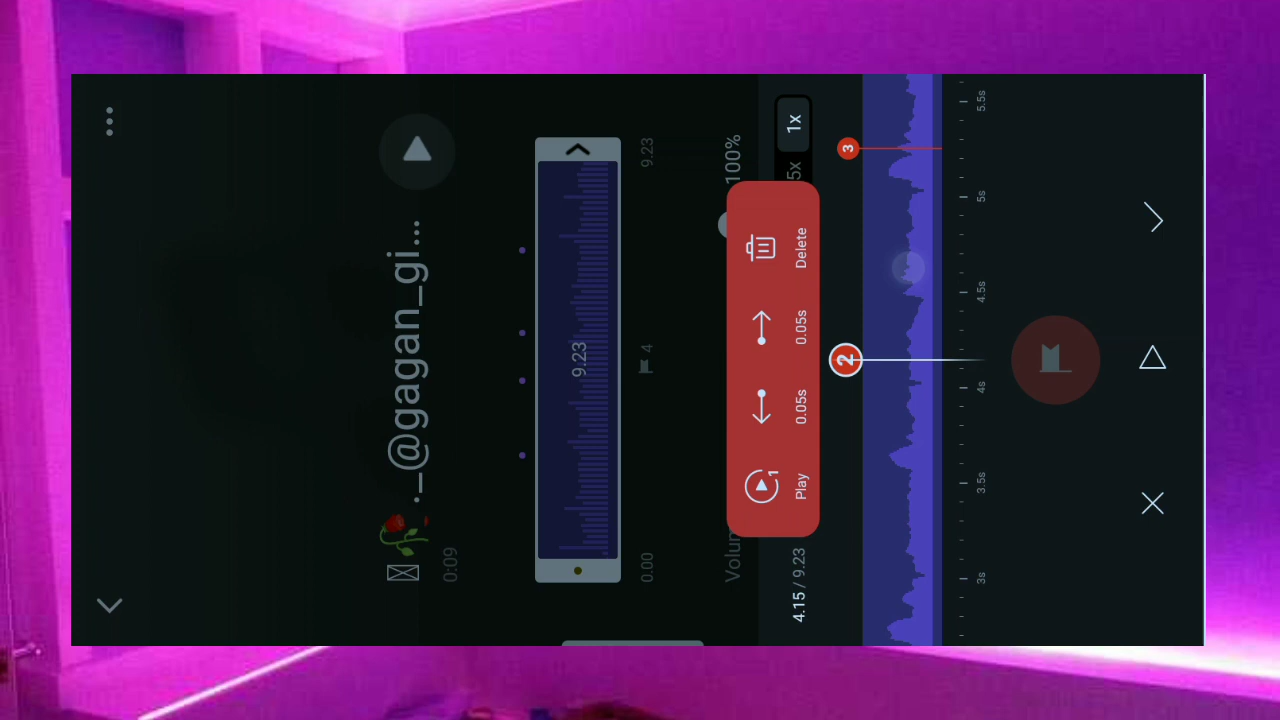 🥀._@gagan_gi...
0:09
9.23
0.00
4
9.23
Volum
100%
4.15 / 9.23
5x
1x
Play
0.05s
0.05s
Delete
2
3
3s
3.5s
4s
4.5s
5s
5.5s